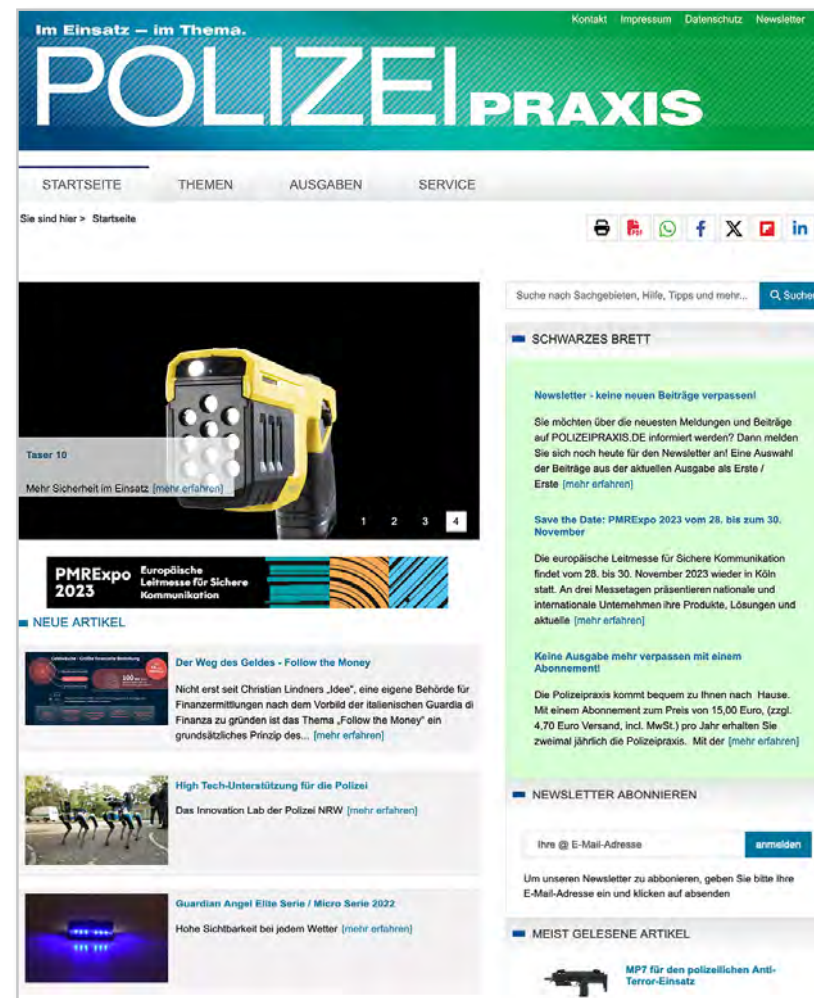 Kontakt Impressum Datenschutz Newsletter
Im Einsatz – im Thema.
POLIZEIPRAXIS
STARTSEITE THEMEN AUSGABEN SERVICE
Sie sind hier > Startseite
Taser 10
Mehr Sicherheit im Einsatz [mehr erfahren]
1 2 3 4
PMRExpo
2023
Europäische
Leitmesse für Sichere
Kommunikation
NEUE ARTIKEL
Der Weg des Geldes - Follow the Money
Nicht erst seit Christian Lindners „Idee", eine eigene Behörde für
Finanzermittlungen nach dem Vorbild der italienischen Guardia di
Finanza zu gründen ist das Thema „Follow the Money" ein
grundsätzliches Prinzip des... [mehr erfahren]
High Tech-Unterstützung für die Polizei
Das Innovation Lab der Polizei NRW [mehr erfahren]
Guardian Angel Elite Serie / Micro Serie 2022
Hohe Sichtbarkeit bei jedem Wetter [mehr erfahren]
Suche nach Sachgebieten, Hilfe, Tipps und mehr... Suchen
SCHWARZES BRETT
Newsletter - keine neuen Beiträge verpassen!
Sie möchten über die neuesten Meldungen und Beiträge
auf POLIZEIPRAXIS.DE informiert werden? Dann melden
Sie sich noch heute für den Newsletter an! Eine Auswahl
der Beiträge aus der aktuellen Ausgabe als Erste /
Erste [mehr erfahren]
Save the Date: PMRExpo 2023 vom 28. bis zum 30.
November
Die europäische Leitmesse für Sichere Kommunikation
findet vom 28. bis 30. November 2023 wieder in Köln
statt. An drei Messetagen präsentieren nationale und
internationale Unternehmen ihre Produkte, Lösungen und
aktuelle [mehr erfahren]
Keine Ausgabe mehr verpassen mit einem
Abonnement!
Die Polizeipraxis kommt bequem zu Ihnen nach Hause.
Mit einem Abonnement zum Preis von 15,00 Euro, (zzgl.
4,70 Euro Versand, incl. MwSt.) pro Jahr erhalten Sie
zweimal jährlich die Polizeipraxis. Mit der [mehr erfahren]
NEWSLETTER ABONNIEREN
Ihre @ E-Mail-Adresse anmelden
Um unseren Newsletter zu abbonieren, geben Sie bitte Ihre
E-Mail-Adresse ein und klicken auf absenden
MEIST GELESENE ARTIKEL
MP7 für den polizeilichen Anti-
Terror-Einsatz